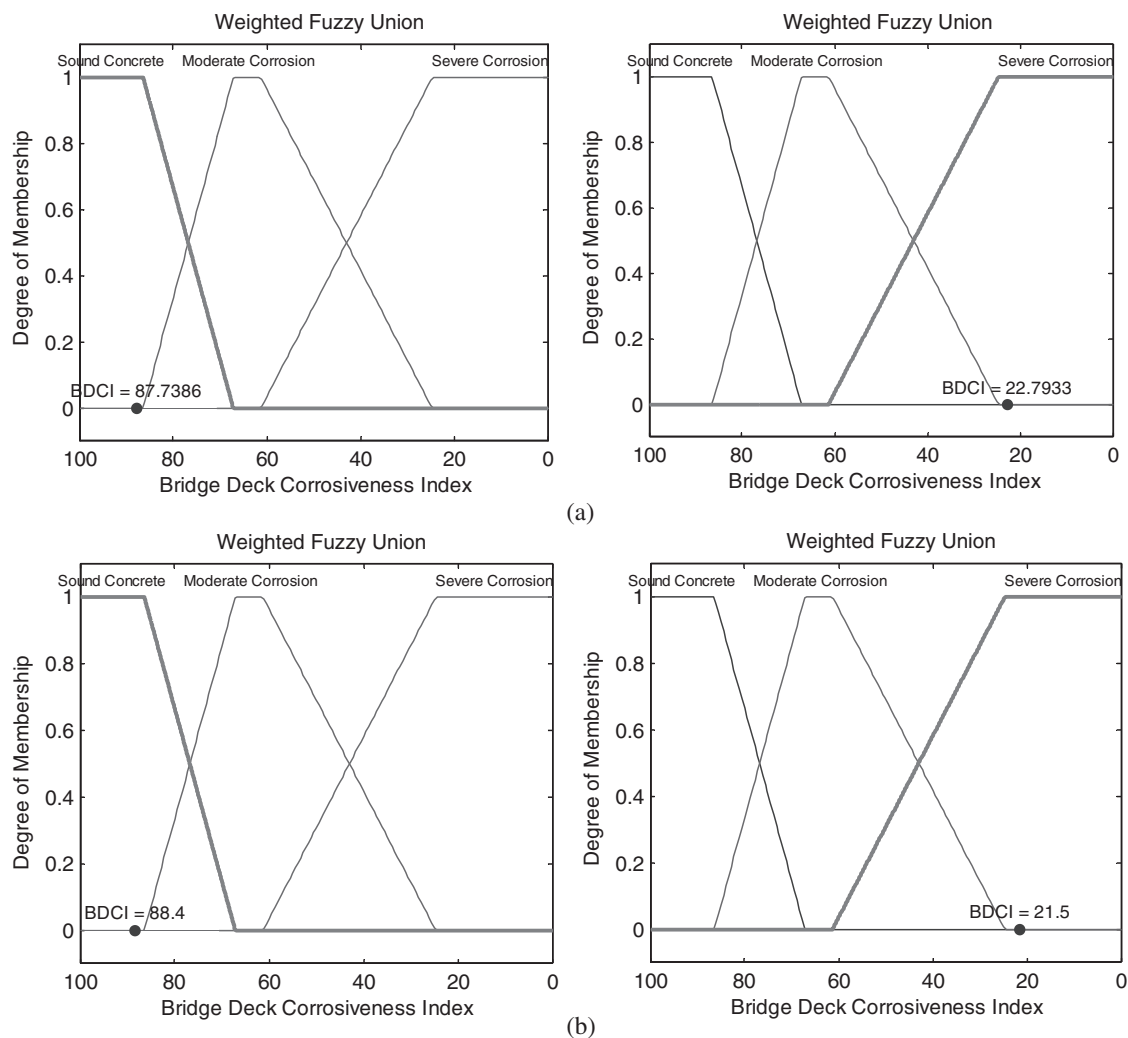 Weighted Fuzzy Union
Sound Concrete Moderate Corrosion Severe Corrosion
1
0.8
0.6
0.4
0.2
0
Degree of Membership
BDCI = 87.7386
100 80 60 40 20 0
Bridge Deck Corrosiveness Index
Weighted Fuzzy Union
Sound Concrete Moderate Corrosion Severe Corrosion
1
0.8
0.6
0.4
0.2
0
Degree of Membership
BDCI = 22.7933
100 80 60 40 20 0
Bridge Deck Corrosiveness Index
(a)
Weighted Fuzzy Union
Sound Concrete Moderate Corrosion Severe Corrosion
1
0.8
0.6
0.4
0.2
0
Degree of Membership
BDCI = 88.4
100 80 60 40 20 0
Bridge Deck Corrosiveness Index
Weighted Fuzzy Union
Sound Concrete Moderate Corrosion Severe Corrosion
1
0.8
0.6
0.4
0.2
0
Degree of Membership
BDCI = 21.5
100 80 60 40 20 0
Bridge Deck Corrosiveness Index
(b)